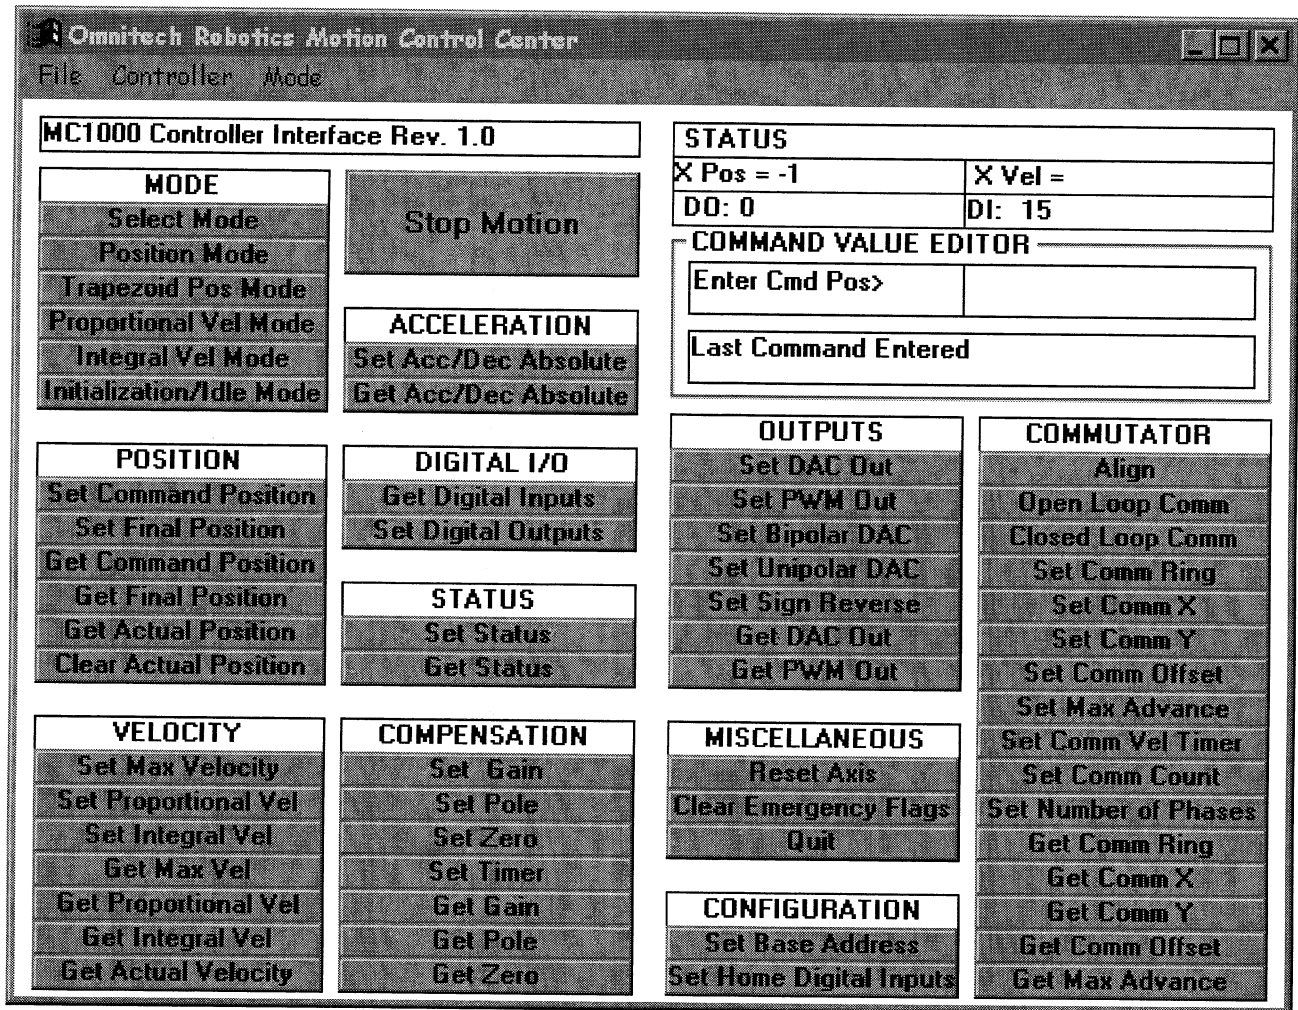 Omnitech Robotics Motion Control Center
File Controller Mode
MC1000 Controller Interface Rev. 1.0
MODE
Select Mode
Position Mode
Trapezoid Pos Mode
Proportional Vel Mode
Integral Vel Mode
Initialization/Idle Mode
Stop Motion
ACCELERATION
Set Acc/Dec Absolute
Get Acc/Dec Absolute
STATUS
X Pos = -1
X Vel =
DO: 0
DI: 15
COMMAND VALUE EDITOR
Enter Cmd Pos>
Last Command Entered
POSITION
Set Command Position
Set Final Position
Get Command Position
Get Final Position
Get Actual Position
Clear Actual Position
DIGITAL I/O
Get Digital Inputs
Set Digital Outputs
STATUS
Set Status
Get Status
OUTPUTS
Set DAC Out
Set PWM Out
Set Bipolar DAC
Set Unipolar DAC
Set Sign Reverse
Get DAC Out
Get PWM Out
COMMUTATOR
Align
Open Loop Comm
Closed Loop Comm
Set Comm Ring
Set Comm X
Set Comm Y
Set Comm Offset
Set Max Advance
Set Comm Vel Timer
Set Comm Count
Set Number of Phases
Get Comm Ring
Get Comm X
Get Comm Y
Get Comm Offset
Get Max Advance
VELOCITY
Set Max Velocity
Set Proportional Vel
Set Integral Vel
Get Max Vel
Get Proportional Vel
Get Integral Vel
Get Actual Velocity
COMPENSATION
Set Gain
Set Pole
Set Zero
Set Timer
Get Gain
Get Pole
Get Zero
MISCELLANEOUS
Reset Axis
Clear Emergency Flags
Quit
CONFIGURATION
Set Base Address
Set Home Digital Inputs